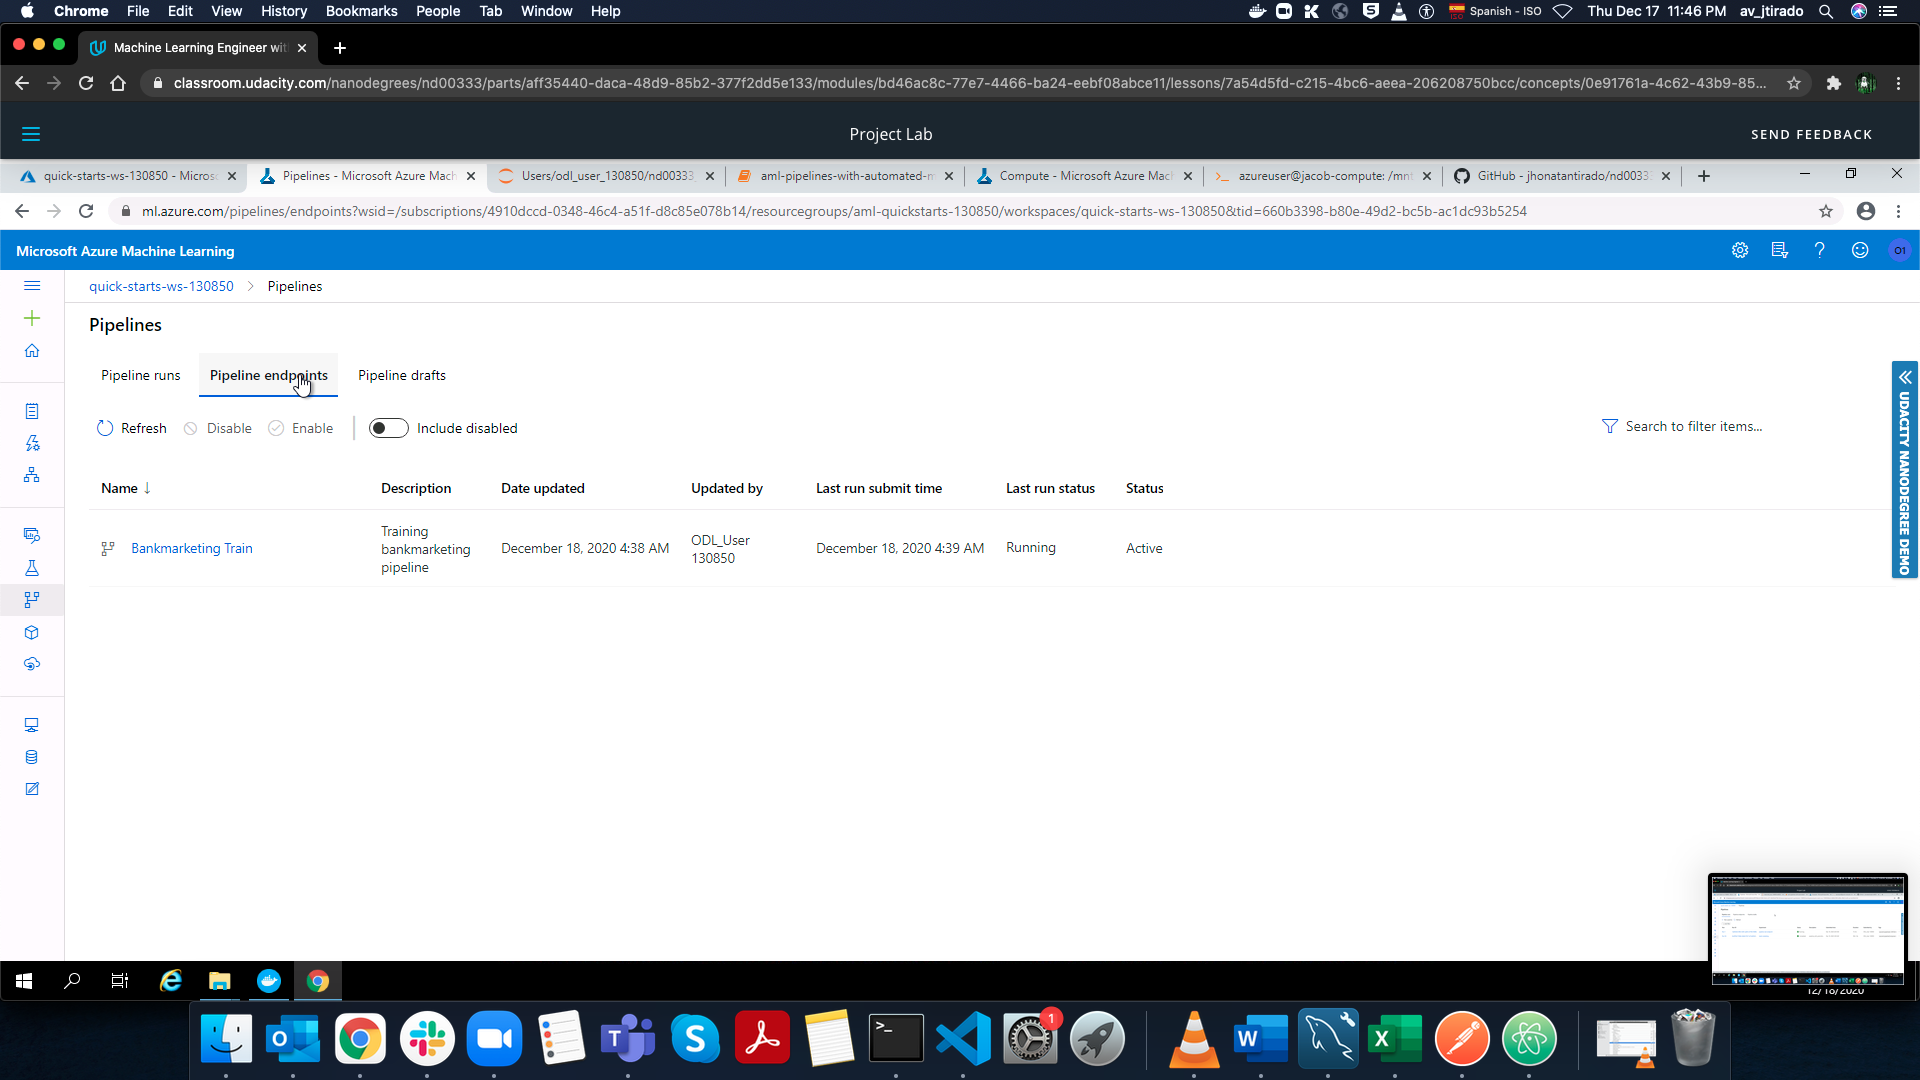 Chrome File Edit View History Bookmarks People Tab Window Help
Spanish - ISO Thu Dec 17 11:46 PM av_jtirado
Machine Learning Engineer wit
classroom.udacity.com/nanodegrees/nd00333/parts/aff35440-daca-48d9-85b2-377f2dd5e133/modules/bd46ac8c-77e7-4466-ba24-eebf08abce11/lessons/7a54d5fd-c215-4bc6-aeea-206208750bcc/concepts/0e91761a-4c62-43b9-85...
Project Lab
SEND FEEDBACK
quick-starts-ws-130850 - Micros
Pipelines - Microsoft Azure Mach
Users/odl_user_130850/nd00333
aml-pipelines-with-automated-m
Compute - Microsoft Azure Mac
azureuser@jacob-compute: /mnt
GitHub - jhonatantirado/nd0033
ml.azure.com/pipelines/endpoints?wsid=/subscriptions/4910dccd-0348-46c4-a51f-d8c85e078b14/resourcegroups/aml-quickstarts-130850/workspaces/quick-starts-ws-130850&tid=660b3398-b80e-49d2-bc5b-ac1dc93b5254
Microsoft Azure Machine Learning
O1
quick-starts-ws-130850 > Pipelines
Pipelines
Pipeline runs Pipeline endpoints Pipeline drafts
Refresh Disable Enable Include disabled
Search to filter items...
UDACITY NANODEGREE DEMO
Name Description Date updated Updated by Last run submit time Last run status Status
Bankmarketing Train
Training
bankmarketing
pipeline
December 18, 2020 4:38 AM
ODL_User
130850
December 18, 2020 4:39 AM
Running
Active
12/18/2020
1